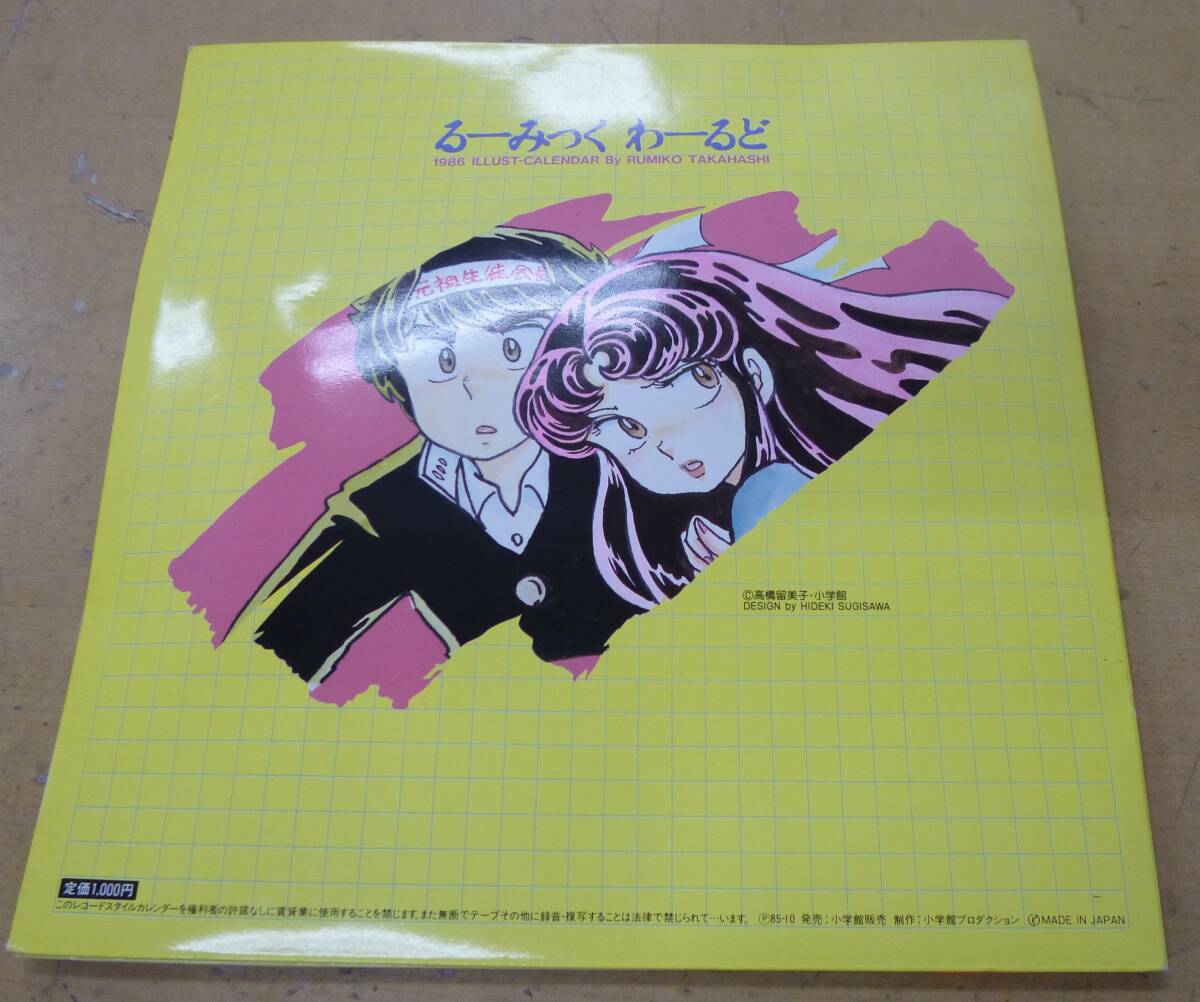 るーみっく わーるど
1986 ILLUST-CALENDAR By RUMIKO TAKAHASHI
元祖生徒会長
©高橋留美子・小学館
DESIGN by HIDEKI SUGISAWA
定価1,000円
このレコードスタイルカレンダーを権利者の許諾なしに賃貸業に使用することを禁じます。また無断でテープその他に録音・複写することは法律で禁じられて…います。 Ⓟ85・10 発売:小学館販売 制作:小学館プロダクション MADE IN JAPAN